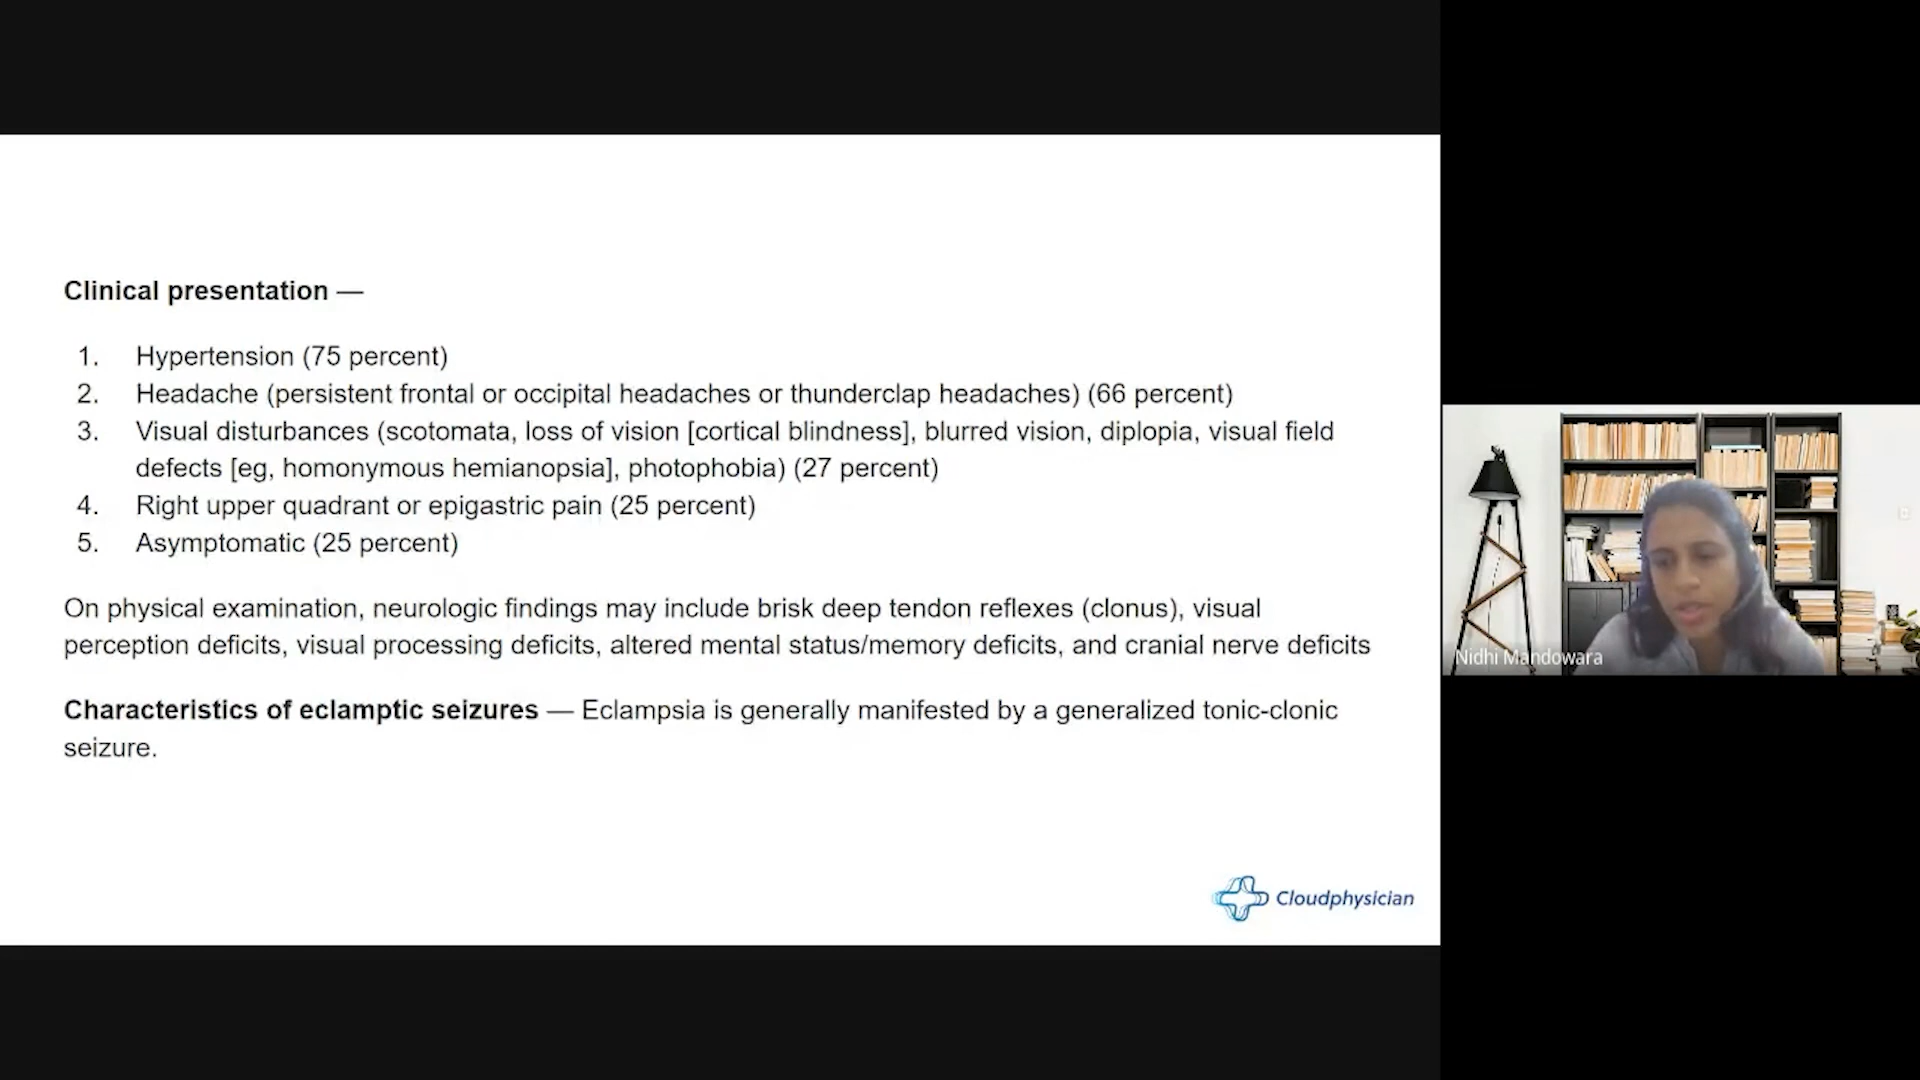 Clinical presentation —
1. Hypertension (75 percent)
2. Headache (persistent frontal or occipital headaches or thunderclap headaches) (66 percent)
3. Visual disturbances (scotomata, loss of vision [cortical blindness], blurred vision, diplopia, visual field
defects [eg, homonymous hemianopsia], photophobia) (27 percent)
4. Right upper quadrant or epigastric pain (25 percent)
5. Asymptomatic (25 percent)
On physical examination, neurologic findings may include brisk deep tendon reflexes (clonus), visual
perception deficits, visual processing deficits, altered mental status/memory deficits, and cranial nerve deficits
Characteristics of eclamptic seizures — Eclampsia is generally manifested by a generalized tonic-clonic
seizure.
Cloudphysician
Nidhi Mandowara